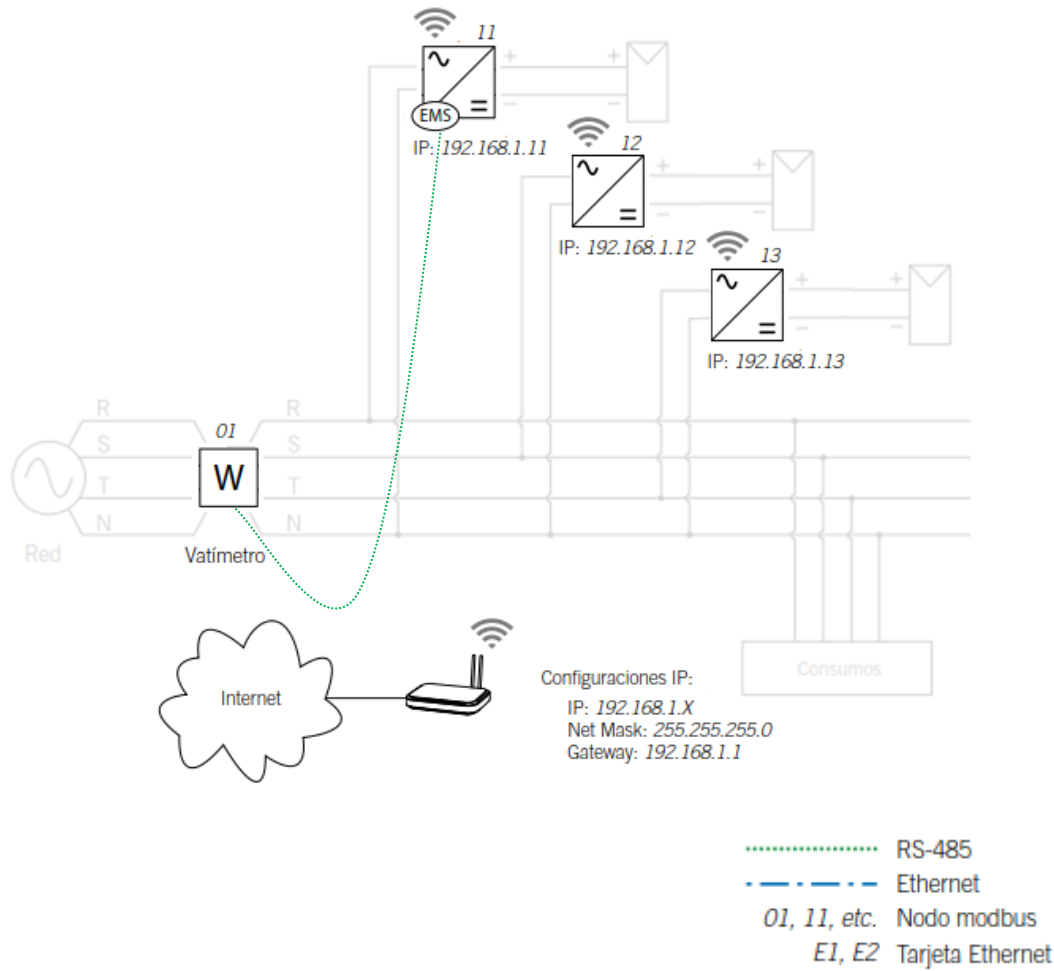 11
+
+
EMS
-
-
IP: 192.168.1.11
12
+
+
-
-
IP: 192.168.1.12
13
+
+
-
-
IP: 192.168.1.13
R
R
01
S
S
W
T
T
N
N
Red
Vatímetro
Internet
Configuraciones IP:
IP: 192.168.1.X
Net Mask: 255.255.255.0
Gateway: 192.168.1.1
Consumos
RS-485
Ethernet
01, 11, etc. Nodo modbus
E1, E2 Tarjeta Ethernet